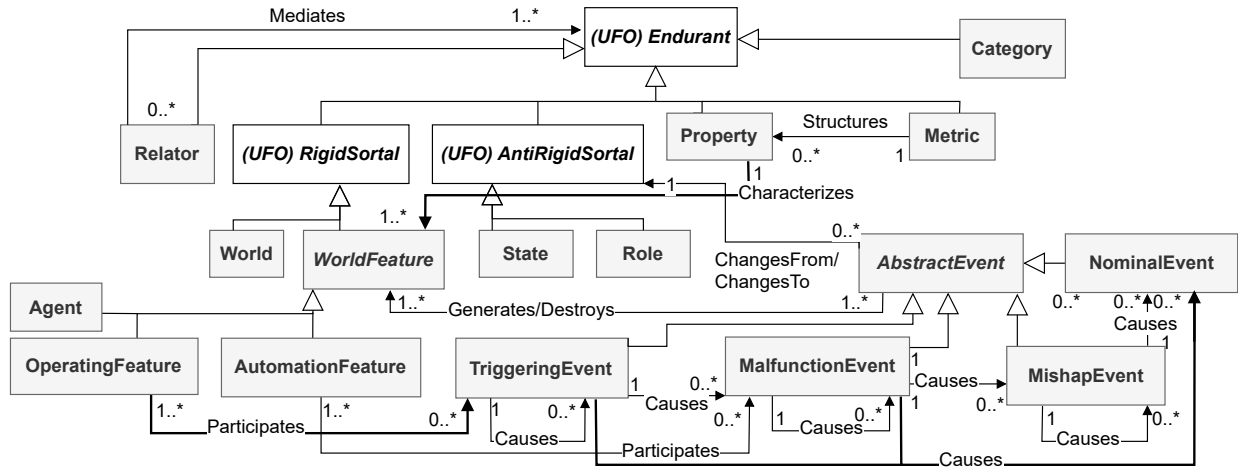 Mediates
1..*
(UFO) Endurant
Category
0..*
Relator
(UFO) RigidSortal
(UFO) AntiRigidSortal
Property
Structures
0..*
1
Metric
1
1
Characterizes
1..*
World
WorldFeature
State
Role
0..*
ChangesFrom/
ChangesTo
AbstractEvent
NominalEvent
1..*
Generates/Destroys
1..*
0..*
0..*
0..*
Causes
1
Agent
OperatingFeature
AutomationFeature
TriggeringEvent
MalfunctionEvent
MishapEvent
1
1
Causes
0..*
1
Causes
0..*
1
1..*
Participates
0..*
1..*
Participates
0..*
1
Causes
0..*
1
Causes
0..*
1
Causes
0..*
Causes